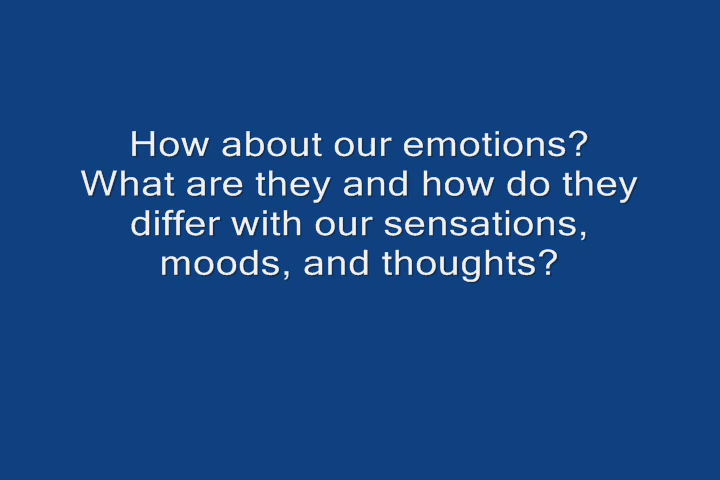 How about our emotions?
What are they and how do they
differ with our sensations,
moods, and thoughts?